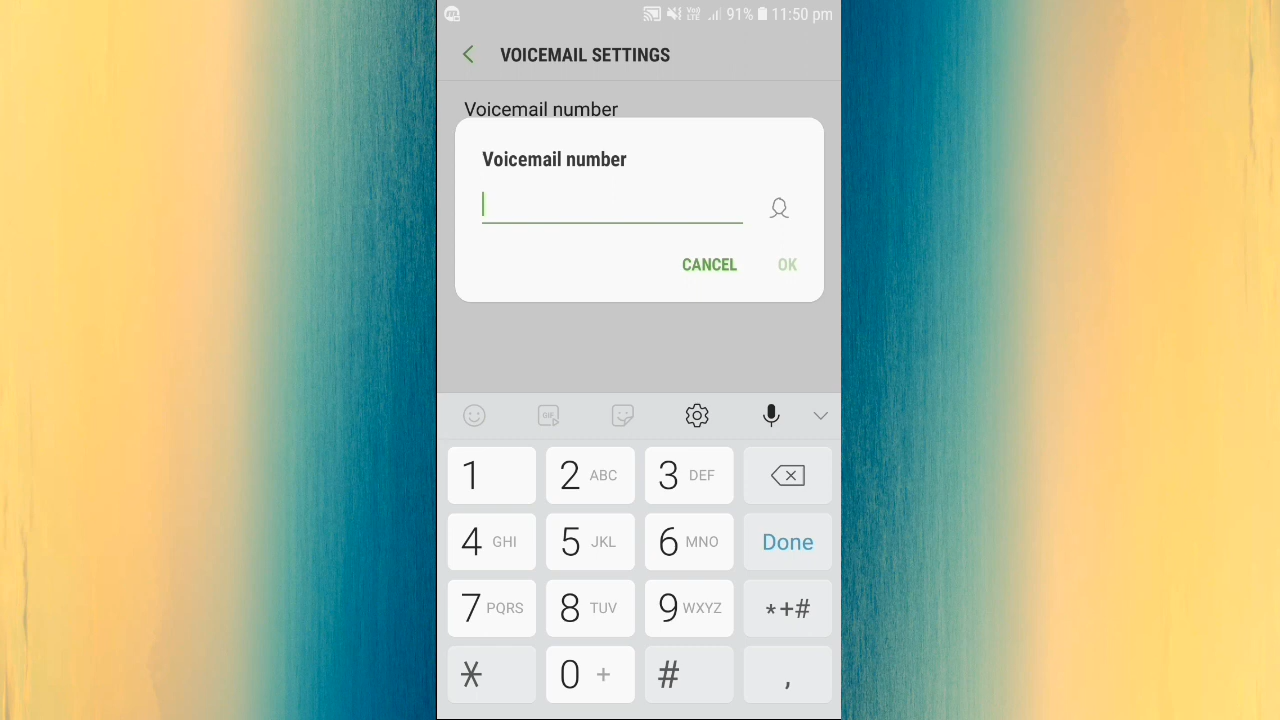 91% 11:50 pm
VOICEMAIL SETTINGS
Voicemail number
Voicemail number
CANCEL OK
GIF
1 2 ABC 3 DEF
4 GHI 5 JKL 6 MNO Done
7 PQRS 8 TUV 9 WXYZ *+#
* 0 + # ,